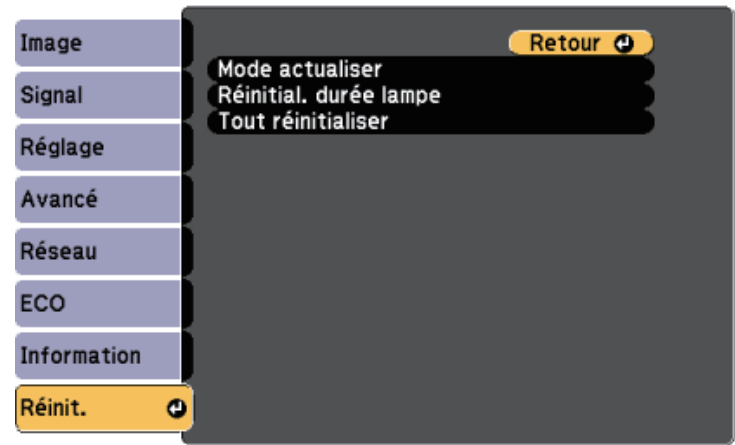 Image
Signal
Réglage
Avancé
Réseau
ECO
Information
Réinit.
Retour
Mode actualiser
Réinitial. durée lampe
Tout réinitialiser